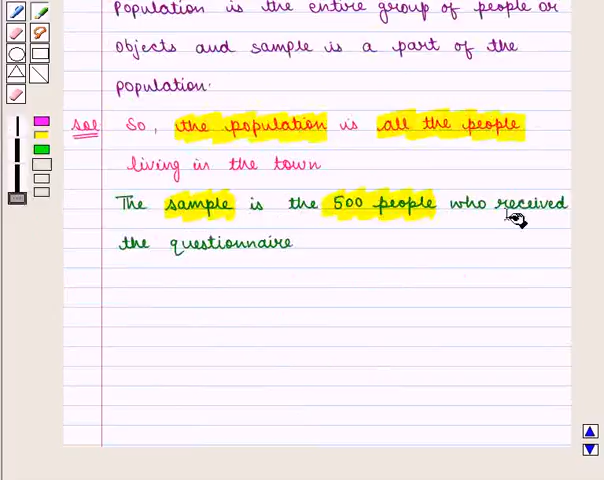 Population is the entire group of people or
objects and sample is a part of the
population.
sol So, the population is all the people
living in the town
The sample is the 500 people who received
the questionnaire